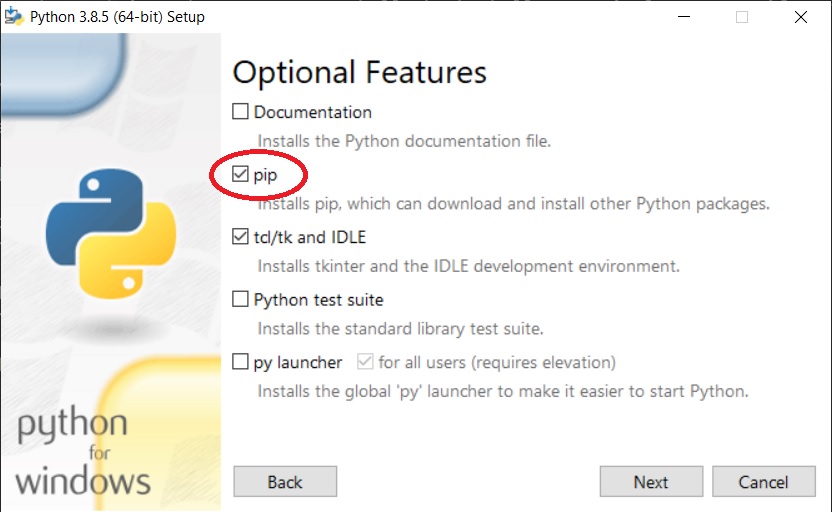 Python 3.8.5 (64-bit) Setup
Optional Features
Documentation
Installs the Python documentation file.
pip
Installs pip, which can download and install other Python packages.
tcl/tk and IDLE
Installs tkinter and the IDLE development environment.
Python test suite
Installs the standard library test suite.
py launcher for all users (requires elevation)
Installs the global 'py' launcher to make it easier to start Python.
python
for
windows
Back Next Cancel